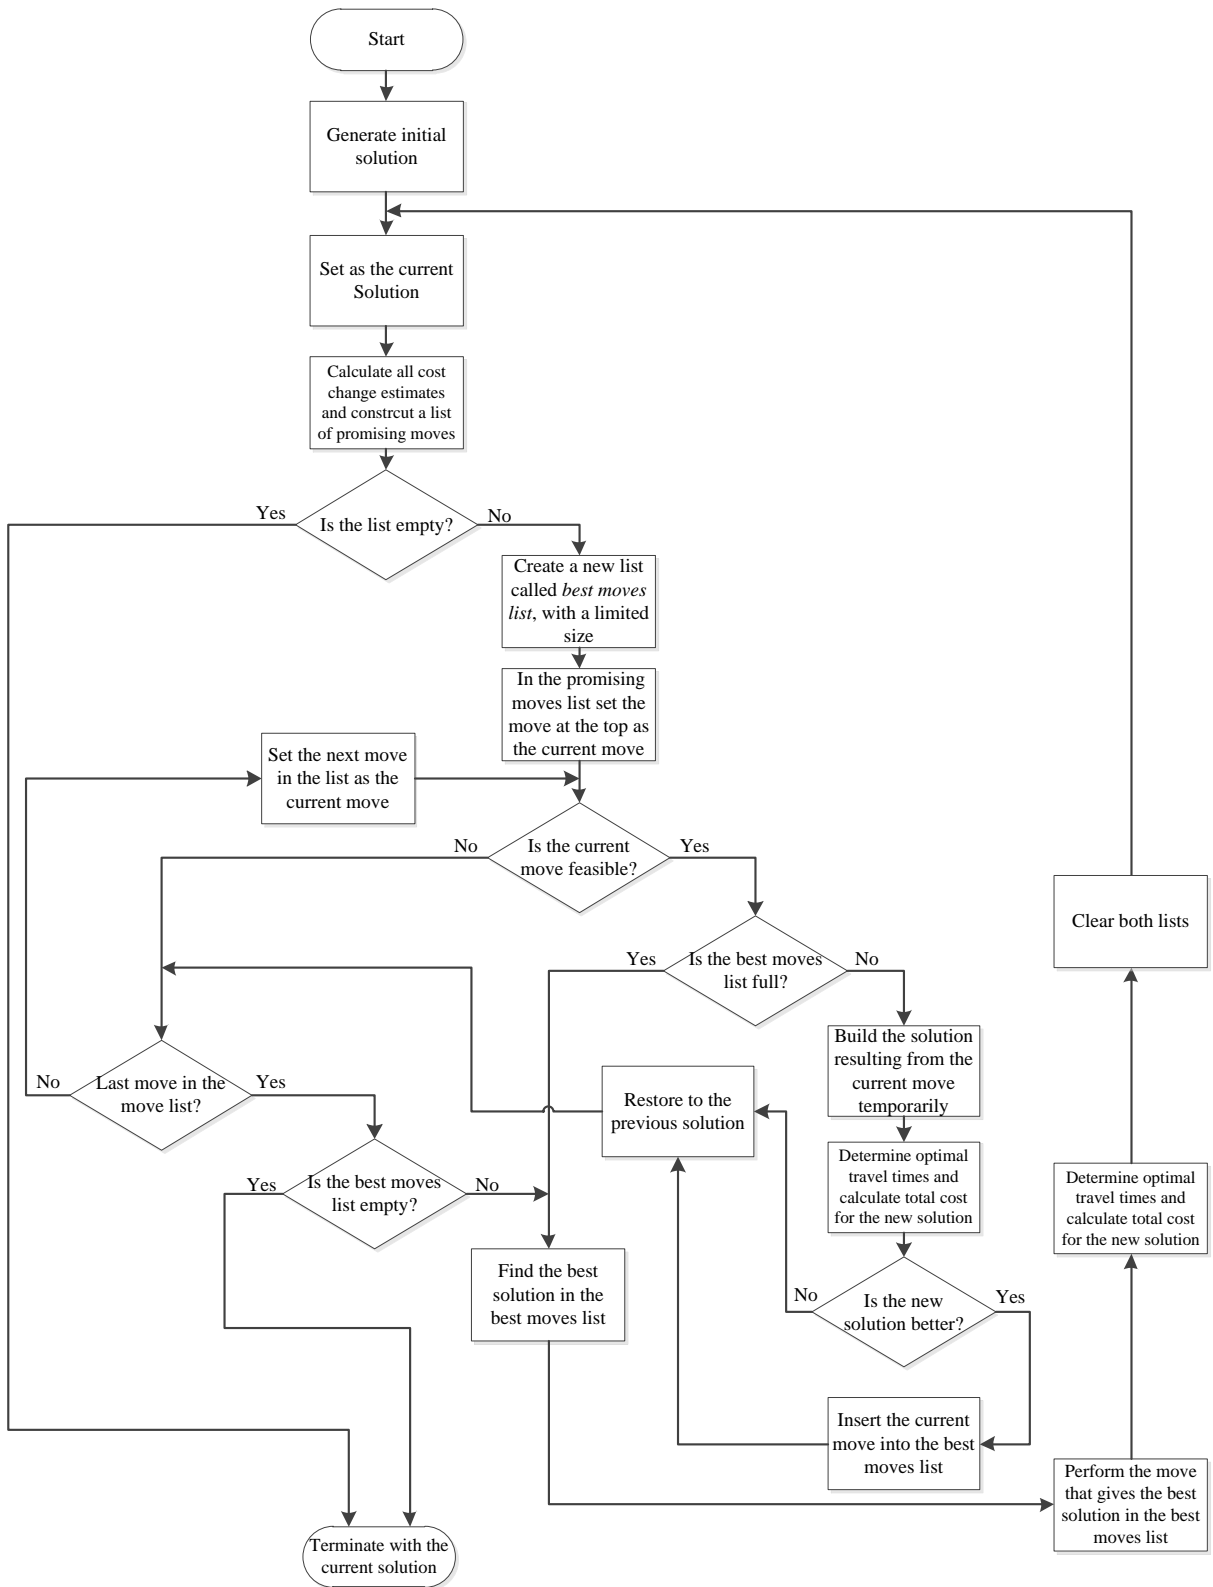 Start
Generate initial
solution
Set as the current
Solution
Calculate all cost
change estimates
and constrcut a list
of promising moves
Yes
Is the list empty?
No
Create a new list
called best moves
list, with a limited
size
In the promising
moves list set the
move at the top as
the current move
Set the next move
in the list as the
current move
No
Is the current
move feasible?
Yes
Clear both lists
Yes
Is the best moves
list full?
No
Build the solution
resulting from the
current move
temporarily
No
Last move in the
move list?
Yes
Restore to the
previous solution
Determine optimal
travel times and
calculate total cost
for the new solution
Determine optimal
travel times and
calculate total cost
for the new solution
Yes
Is the best moves
list empty?
No
Find the best
solution in the
best moves list
No
Is the new
solution better?
Yes
Insert the current
move into the best
moves list
Perform the move
that gives the best
solution in the best
moves list
Terminate with the
current solution